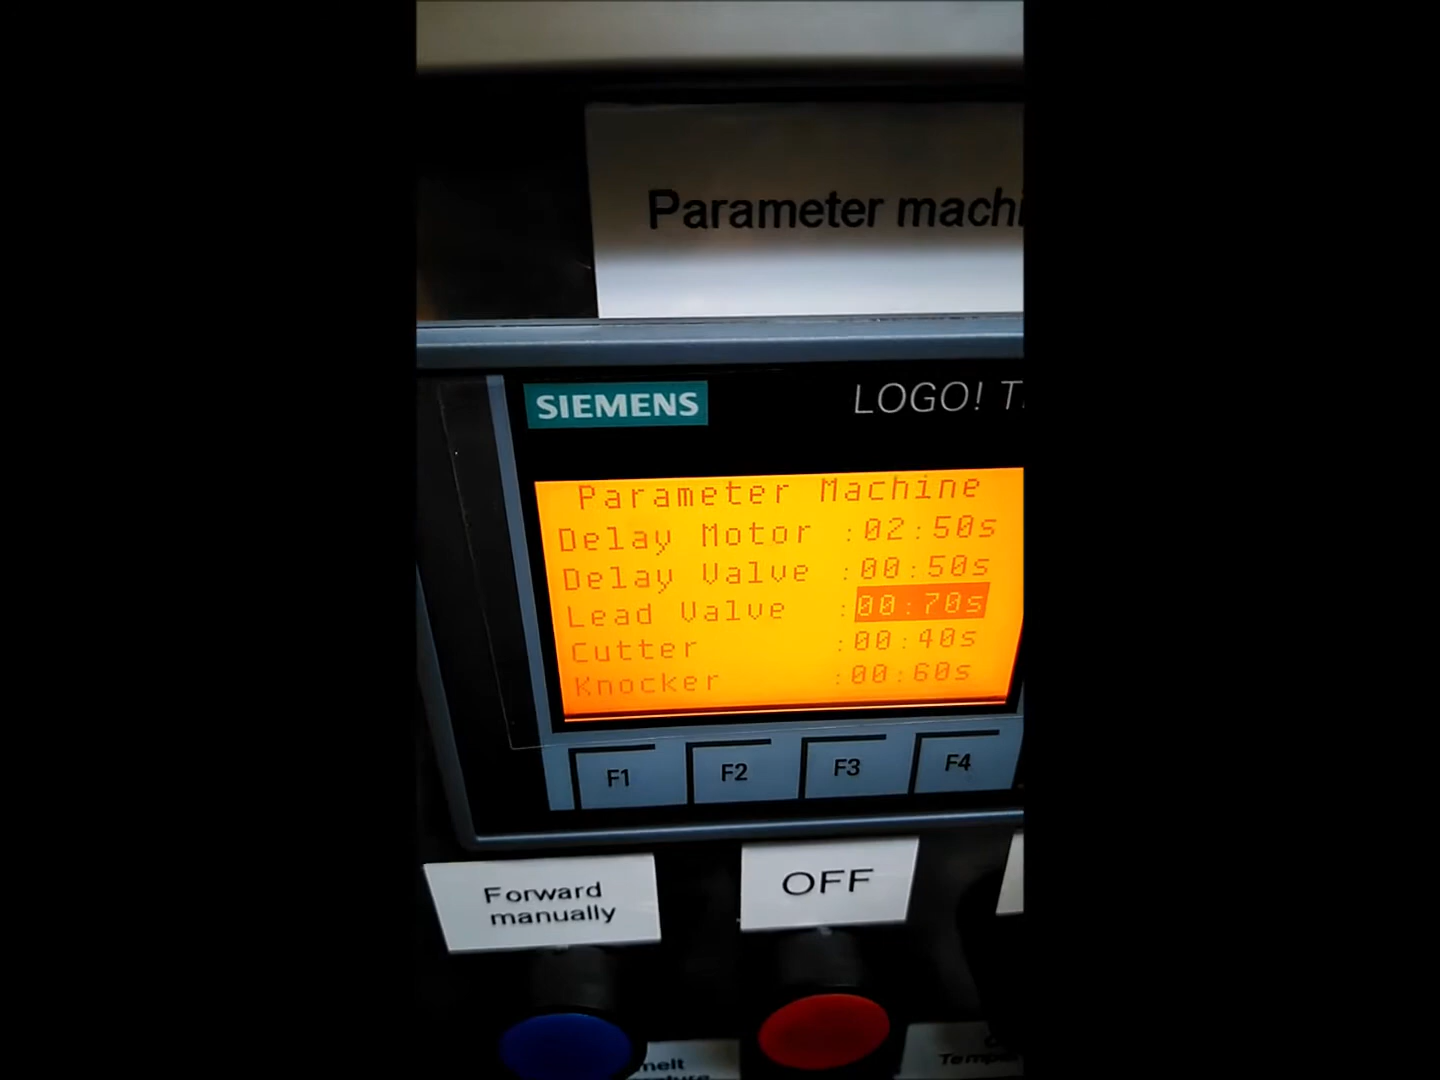 Parameter machi
SIEMENS
LOGO! T
Parameter Machine
Delay Motor :02:50s
Delay Valve :00:50s
Lead Valve :00:70s
Cutter :00:40s
Knocker :00:60s
F1 F2 F3 F4
Forward
manually
OFF
melt